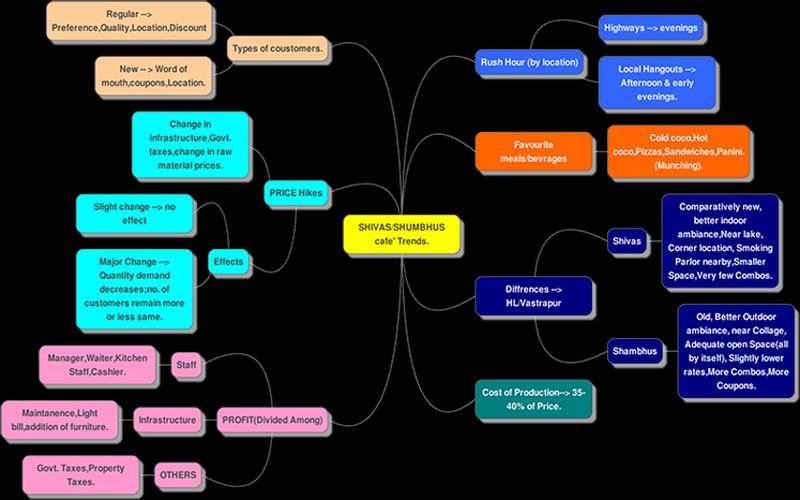 Regular -->
Preference,Quality,Location,Discount
New -- > Word of
mouth,coupons,Location.
Types of coustomers.
Change in
infrastructure,Govt.
taxes,change in raw
material prices.
PRICE Hikes
Slight change --> no
effect
Major Change -->
Quantity demand
decreases;no. of
customers remain more
or less same.
Effects
Manager,Waiter,Kitchen
Staff,Cashier.
Staff
Maintanence,Light
bill,addition of furniture.
Infrastructure
PROFIT(Divided Among)
Govt. Taxes,Property
Taxes.
OTHERS
SHIVAS/SHUMBHUS
cafe' Trends.
Rush Hour (by location)
Highways --> evenings
Local Hangouts -->
Afternoon & early
evenings.
Favourite
meals/bevrages
Cold coco,Hot
coco,Pizzas,Sandwiches,Panini.
(Munching).
Diffrences -->
HL/Vastrapur
Shivas
Comparatively new,
better indoor
ambiance,Near lake,
Corner location, Smoking
Parlor nearby,Smaller
Space,Very few Combos.
Shambhus
Old, Better Outdoor
ambiance, near Collage,
Adequate open Space(all
by itself), Slightly lower
rates,More Combos,More
Coupons.
Cost of Production--> 35-
40% of Price.